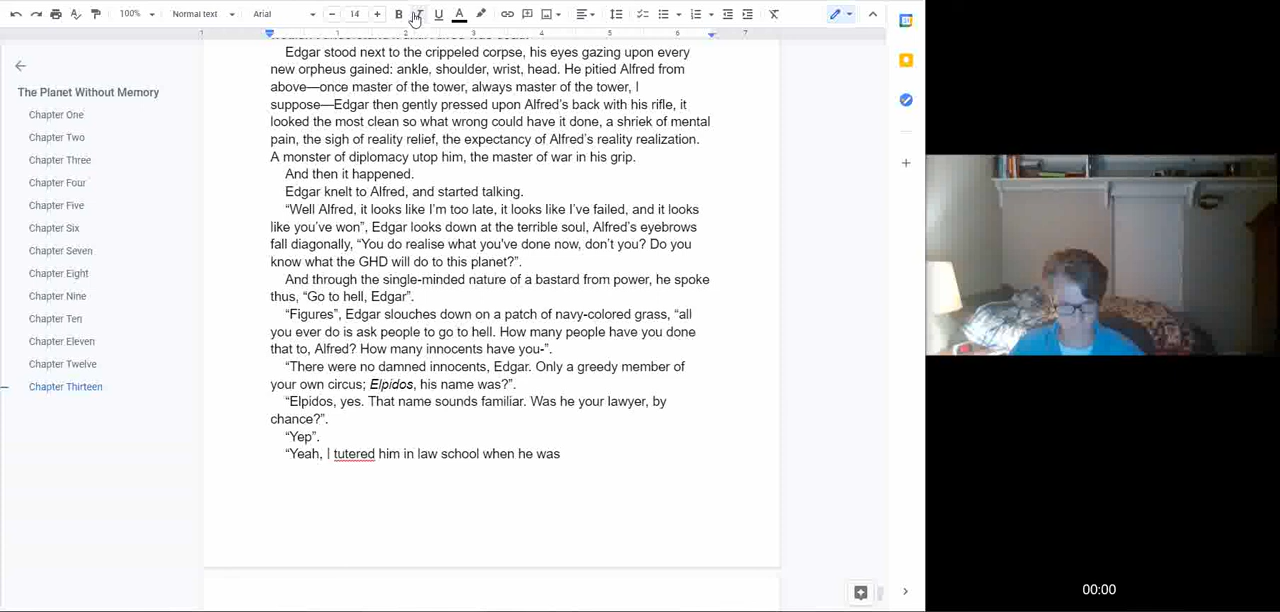 100%
Normal text
Arial
14
B
U
A
1
1
2
3
4
5
6
7
The Planet Without Memory
Chapter One
Chapter Two
Chapter Three
Chapter Four
Chapter Five
Chapter Six
Chapter Seven
Chapter Eight
Chapter Nine
Chapter Ten
Chapter Eleven
Chapter Twelve
Chapter Thirteen
Edgar stood next to the crippeled corpse, his eyes gazing upon every
new orpheus gained: ankle, shoulder, wrist, head. He pitied Alfred from
above—once master of the tower, always master of the tower, I
suppose—Edgar then gently pressed upon Alfred's back with his rifle, it
looked the most clean so what wrong could have it done, a shriek of mental
pain, the sigh of reality relief, the expectancy of Alfred's reality realization.
A monster of diplomacy utop him, the master of war in his grip.
And then it happened.
Edgar knelt to Alfred, and started talking.
“Well Alfred, it looks like I'm too late, it looks like I've failed, and it looks
like you've won”, Edgar looks down at the terrible soul, Alfred's eyebrows
fall diagonally, “You do realise what you've done now, don't you? Do you
know what the GHD will do to this planet?”.
And through the single-minded nature of a bastard from power, he spoke
thus, “Go to hell, Edgar”.
“Figures”, Edgar slouches down on a patch of navy-colored grass, “all
you ever do is ask people to go to hell. How many people have you done
that to, Alfred? How many innocents have you-”.
“There were no damned innocents, Edgar. Only a greedy member of
your own circus; Elpidos, his name was?”.
“Elpidos, yes. That name sounds familiar. Was he your lawyer, by
chance?”.
“Yep”.
“Yeah, I tutered him in law school when he was
00:00